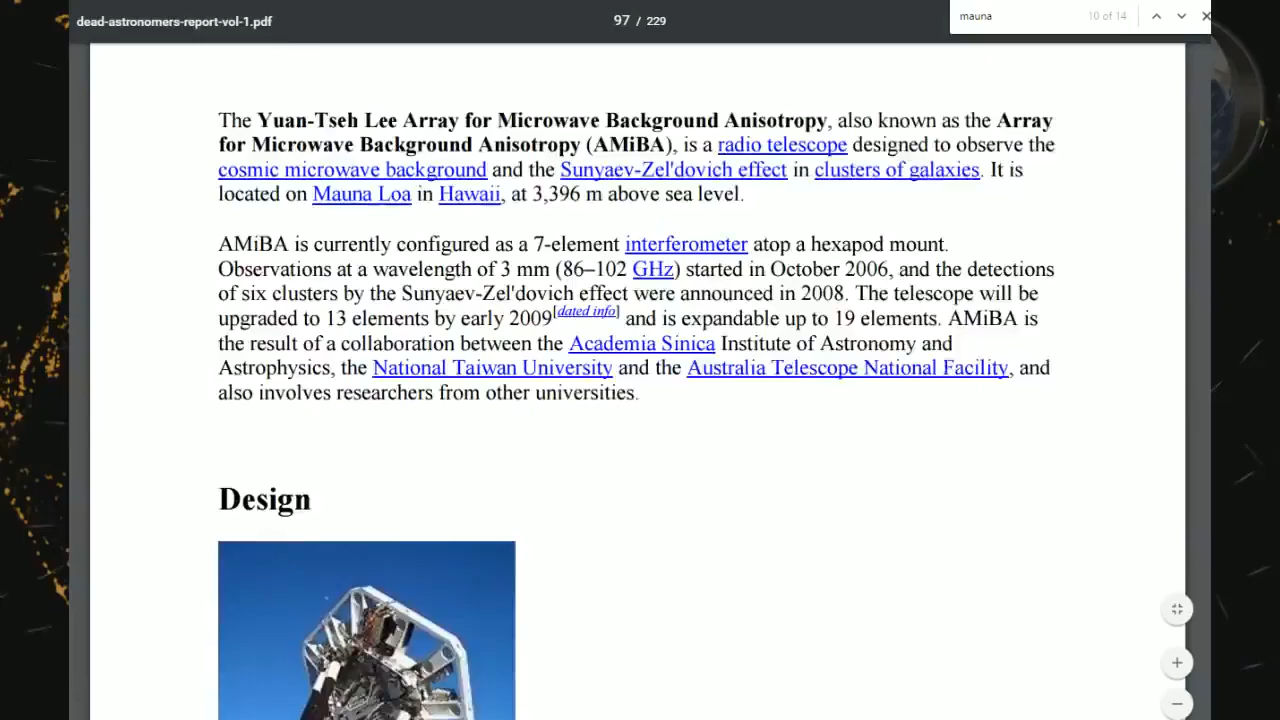 dead-astronomers-report-vol-1.pdf
97 / 229
mauna
10 of 14
The Yuan-Tseh Lee Array for Microwave Background Anisotropy, also known as the Array
for Microwave Background Anisotropy (AMiBA), is a radio telescope designed to observe the
cosmic microwave background and the Sunyaev-Zel'dovich effect in clusters of galaxies. It is
located on Mauna Loa in Hawaii, at 3,396 m above sea level.
AMiBA is currently configured as a 7-element interferometer atop a hexapod mount.
Observations at a wavelength of 3 mm (86–102 GHz) started in October 2006, and the detections
of six clusters by the Sunyaev-Zel'dovich effect were announced in 2008. The telescope will be
upgraded to 13 elements by early 2009[dated info] and is expandable up to 19 elements. AMiBA is
the result of a collaboration between the Academia Sinica Institute of Astronomy and
Astrophysics, the National Taiwan University and the Australia Telescope National Facility, and
also involves researchers from other universities.
Design